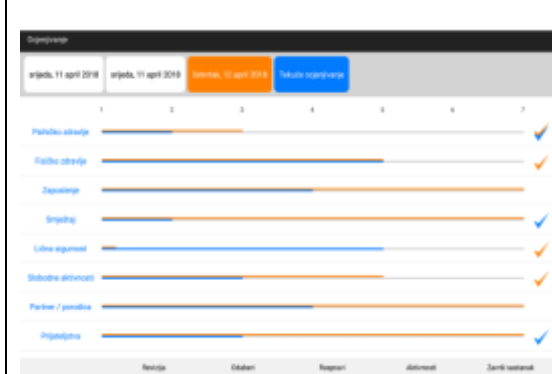 Ocjenjivanje
srijeda, 11 april 2018
srijeda, 11 april 2018
četvrtak, 12 april 2018
Tekuće ocjenjivanje
1 2 3 4 5 6 7
Psihičko zdravlje
Fizičko zdravlje
Zaposlenje
Smještaj
Lična sigurnost
Slobodne aktivnosti
Partner / porodica
Prijateljstva
Revizija
Odaberi
Raspravi
Aktivnosti
Završi sastanak